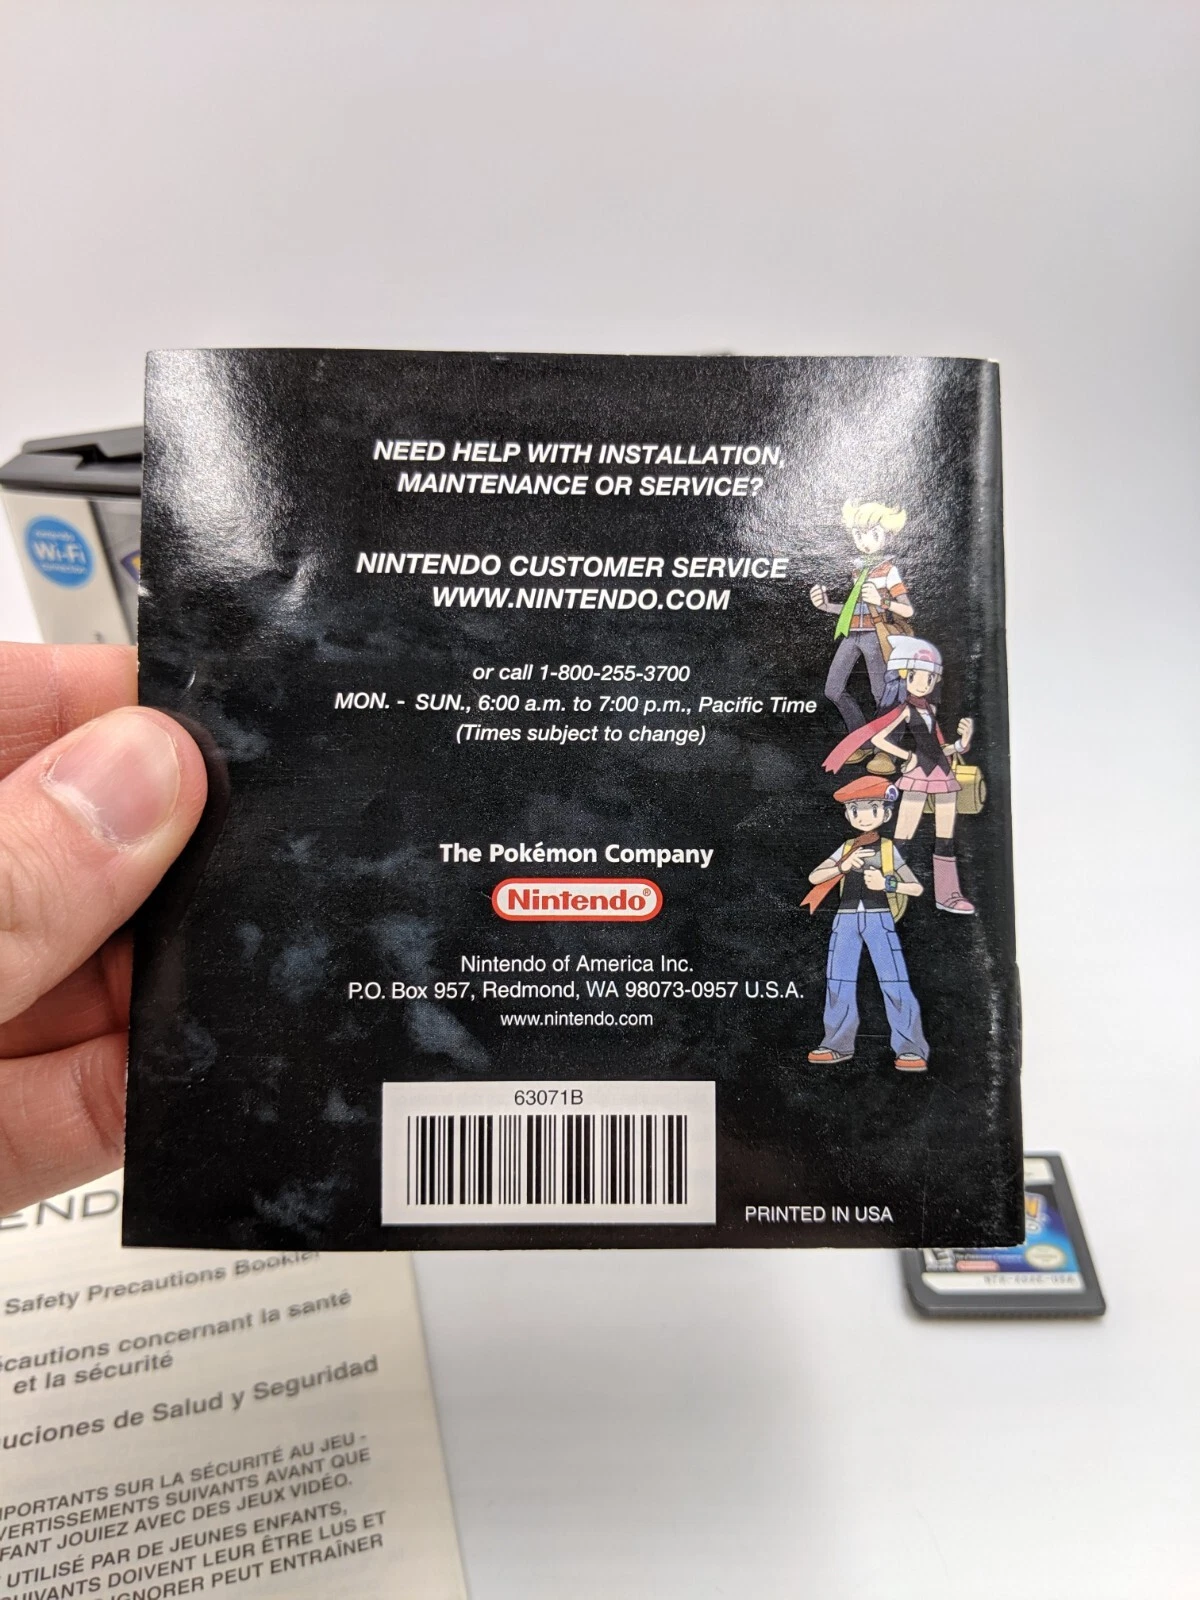 NEED HELP WITH INSTALLATION,
MAINTENANCE OR SERVICE?
NINTENDO CUSTOMER SERVICE
WWW.NINTENDO.COM
or call 1-800-255-3700
MON. - SUN., 6:00 a.m. to 7:00 p.m., Pacific Time
(Times subject to change)
The Pokémon Company
Nintendo®
Nintendo of America Inc.
P.O. Box 957, Redmond, WA 98073-0957 U.S.A.
www.nintendo.com
63071B
PRINTED IN USA
Wi-Fi
END
Safety Precautions Booklet
écautions concernant la santé
et la sécurité
uciones de Salud y Seguridad
MPORTANTS SUR LA SÉCURITÉ AU JEU -
VERTISSEMENTS SUIVANTS AVANT QUE
FANT JOUIEZ AVEC DES JEUX VIDÉO.
UTILISÉ PAR DE JEUNES ENFANTS,
SUIVANTS DOIVENT LEUR ÊTRE LUS ET
IGNORER PEUT ENTRAÎNER
E